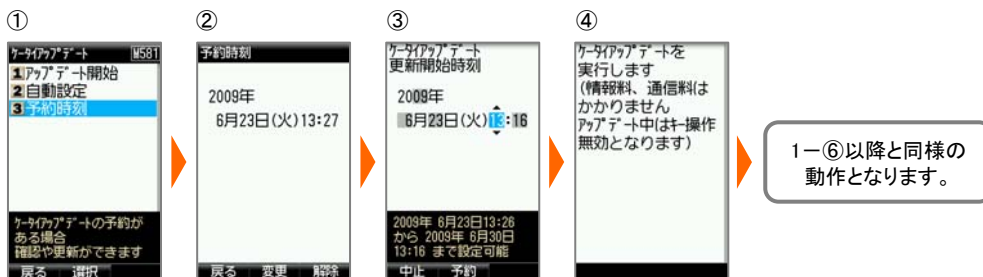 ①
ケータイアップデート M581
1アップデート開始
2自動設定
3予約時刻
ケータイアップデートの予約が
ある場合
確認や更新ができます
戻る 選択
②
予約時刻
2009年
6月23日(火)13:27
戻る 変更 解除
③
ケータイアップデート
更新開始時刻
2009年
6月23日(火)13:16
2009年 6月23日13:26
から 2009年 6月30日
13:16 まで設定可能
中止 予約
④
ケータイアップデートを
実行します
(情報料、通信料は
かかりません
アップデート中はキー操作
無効となります)
1-⑥以降と同様の
動作となります。